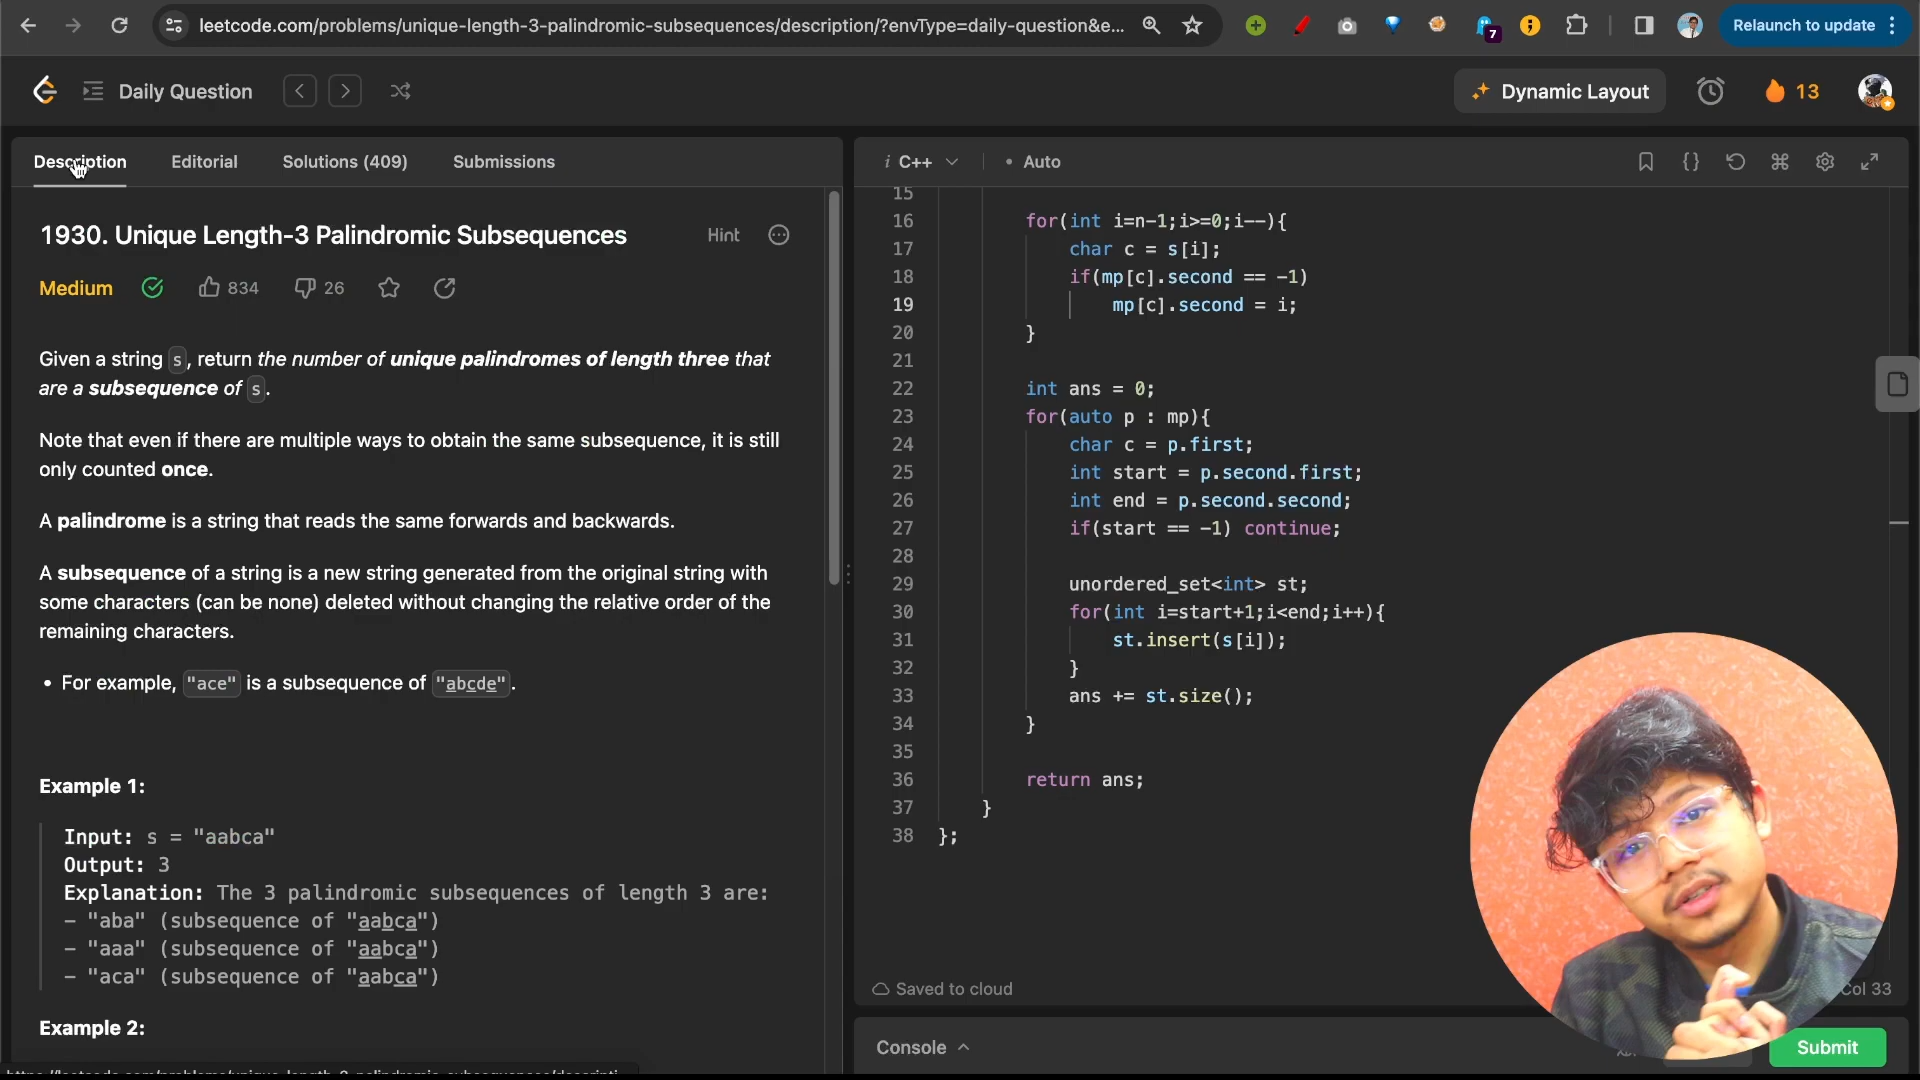 leetcode.com/problems/unique-length-3-palindromic-subsequences/description/?envType=daily-question&e...
7
Relaunch to update
Daily Question
Dynamic Layout
13
Description
Editorial
Solutions (409)
Submissions
1930. Unique Length-3 Palindromic Subsequences
Hint
Medium
834
26
Given a string s, return the number of unique palindromes of length three that
are a subsequence of s.
Note that even if there are multiple ways to obtain the same subsequence, it is still
only counted once.
A palindrome is a string that reads the same forwards and backwards.
A subsequence of a string is a new string generated from the original string with
some characters (can be none) deleted without changing the relative order of the
remaining characters.
• For example, "ace" is a subsequence of "abcde".
Example 1:
Input: s = "aabca"
Output: 3
Explanation: The 3 palindromic subsequences of length 3 are:
- "aba" (subsequence of "aabca")
- "aaa" (subsequence of "aabca")
- "aca" (subsequence of "aabca")
Example 2:
i C++
• Auto
15
16 for(int i=n-1;i>=0;i--){
17 char c = s[i];
18 if(mp[c].second == -1)
19 mp[c].second = i;
20 }
21
22 int ans = 0;
23 for(auto p : mp){
24 char c = p.first;
25 int start = p.second.first;
26 int end = p.second.second;
27 if(start == -1) continue;
28
29 unordered_set<int> st;
30 for(int i=start+1;i<end;i++){
31 st.insert(s[i]);
32 }
33 ans += st.size();
34 }
35
36 return ans;
37 }
38 };
Saved to cloud
Col 33
Console
Submit